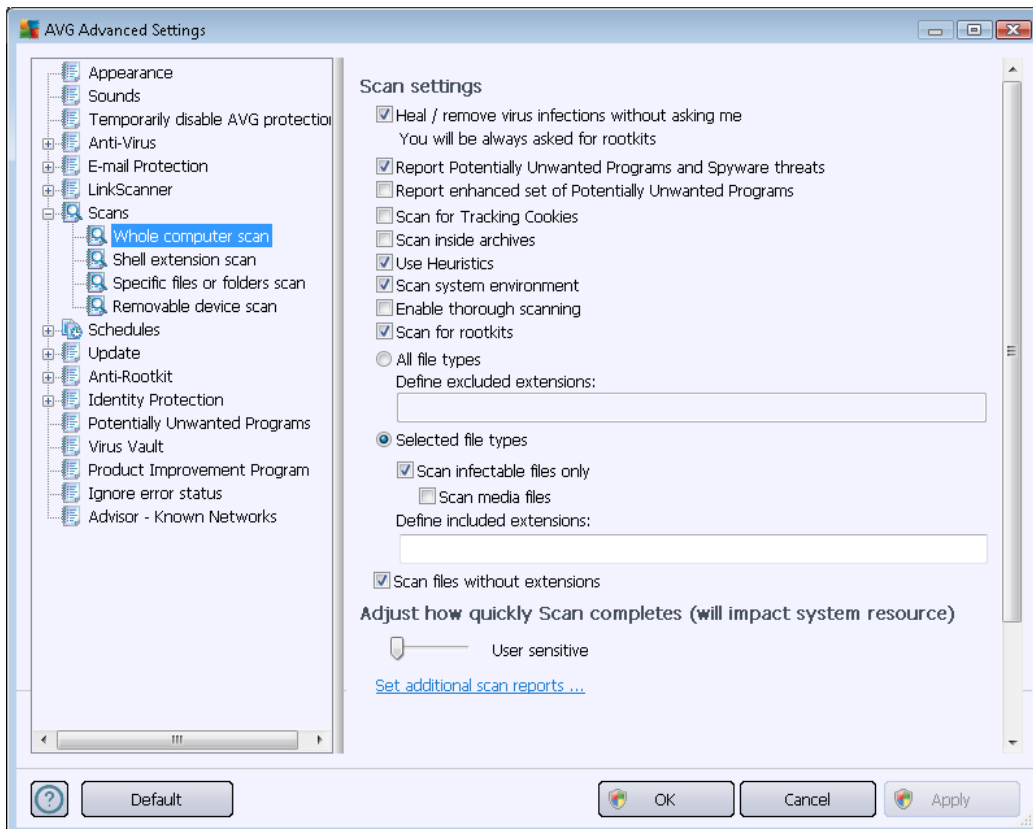 AVG Advanced Settings
Appearance
Sounds
Temporarily disable AVG protection
Anti-Virus
E-mail Protection
LinkScanner
Scans
Whole computer scan
Shell extension scan
Specific files or folders scan
Removable device scan
Schedules
Update
Anti-Rootkit
Identity Protection
Potentially Unwanted Programs
Virus Vault
Product Improvement Program
Ignore error status
Advisor - Known Networks
Scan settings
Heal / remove virus infections without asking me
You will be always asked for rootkits
Report Potentially Unwanted Programs and Spyware threats
Report enhanced set of Potentially Unwanted Programs
Scan for Tracking Cookies
Scan inside archives
Use Heuristics
Scan system environment
Enable thorough scanning
Scan for rootkits
All file types
Define excluded extensions:
Selected file types
Scan infectable files only
Scan media files
Define included extensions:
Scan files without extensions
Adjust how quickly Scan completes (will impact system resource)
User sensitive
Set additional scan reports ...
Default
OK
Cancel
Apply